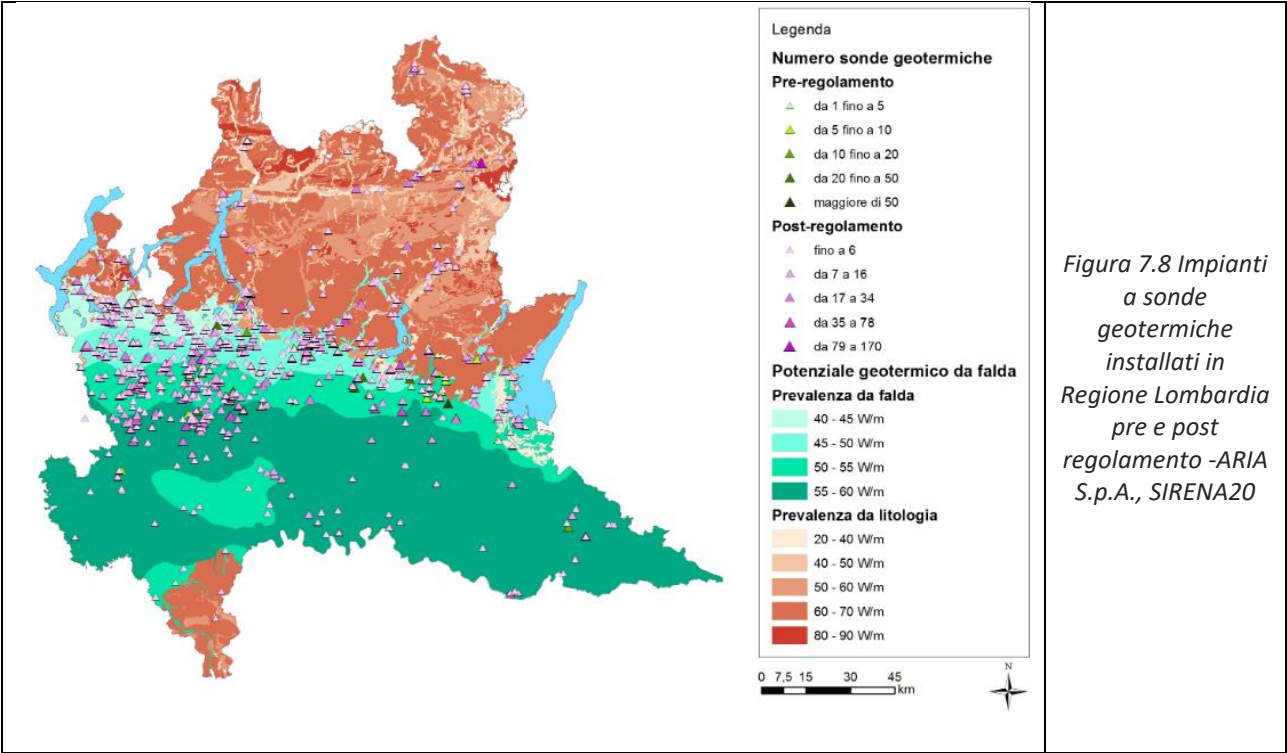 Legenda
Numero sonde geotermiche
Pre-regolamento
da 1 fino a 5
da 5 fino a 10
da 10 fino a 20
da 20 fino a 50
maggiore di 50
Post-regolamento
fino a 6
da 7 a 16
da 17 a 34
da 35 a 78
da 79 a 170
Potenziale geotermico da falda
Prevalenza da falda
40 - 45 W/m
45 - 50 W/m
50 - 55 W/m
55 - 60 W/m
Prevalenza da litologia
20 - 40 W/m
40 - 50 W/m
50 - 60 W/m
60 - 70 W/m
80 - 90 W/m
0 7,5 15 30 45
km
N
Figura 7.8 Impianti
a sonde
geotermiche
installati in
Regione Lombardia
pre e post
regolamento -ARIA
S.p.A., SIRENA20